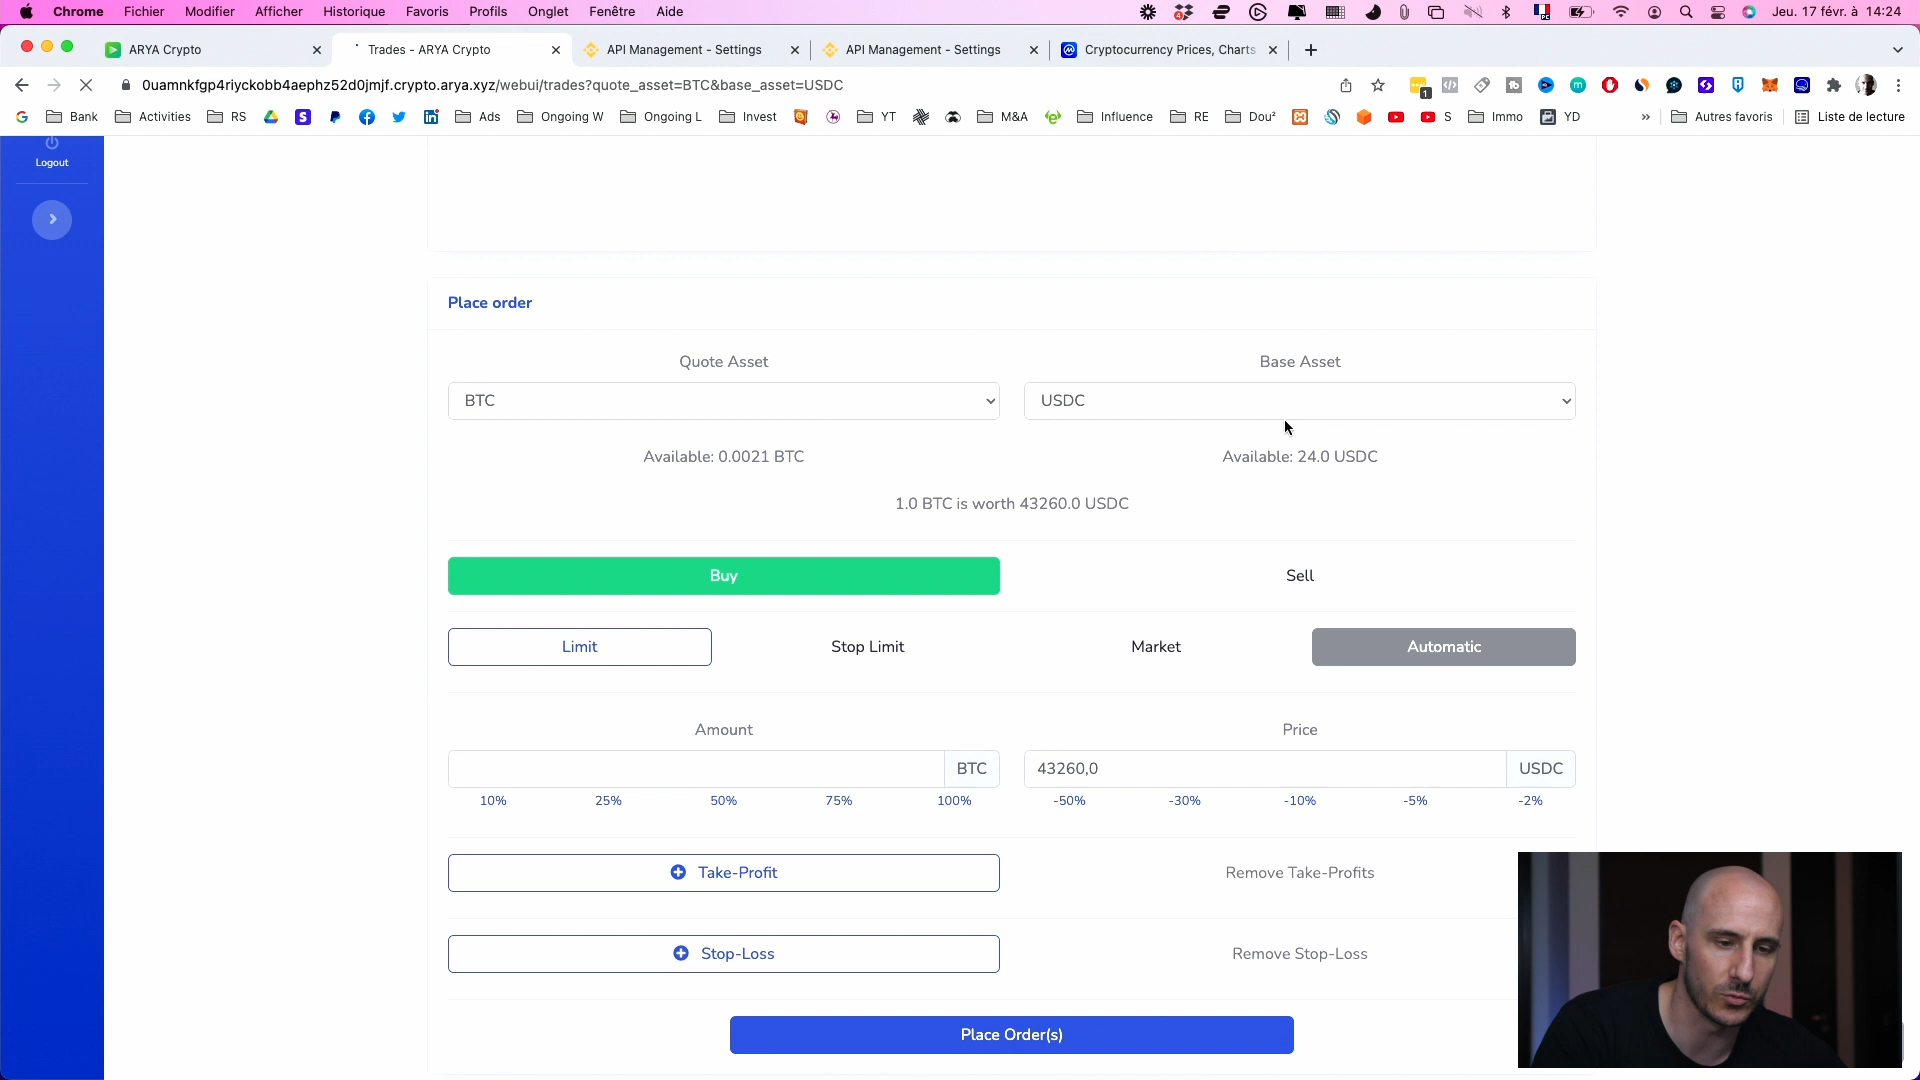 Chrome Fichier Modifier Afficher Historique Favoris Profils Onglet Fenêtre Aide Jeu. 17 févr. à 14:24
ARYA Crypto Trades - ARYA Crypto API Management - Settings API Management - Settings Cryptocurrency Prices, Charts
0uamnkfgp4riyckobb4aephz52d0jmjf.crypto.arya.xyz/webui/trades?quote_asset=BTC&base_asset=USDC
Bank Activities RS Ads Ongoing W Ongoing L Invest YT M&A Influence RE Dou² S Immo YD » Autres favoris Liste de lecture
Logout
Place order
Quote Asset Base Asset
BTC USDC
Available: 0.0021 BTC Available: 24.0 USDC
1.0 BTC is worth 43260.0 USDC
Buy Sell
Limit Stop Limit Market Automatic
Amount Price
BTC 43260,0 USDC
10% 25% 50% 75% 100% -50% -30% -10% -5% -2%
Take-Profit Remove Take-Profits
Stop-Loss Remove Stop-Loss
Place Order(s)